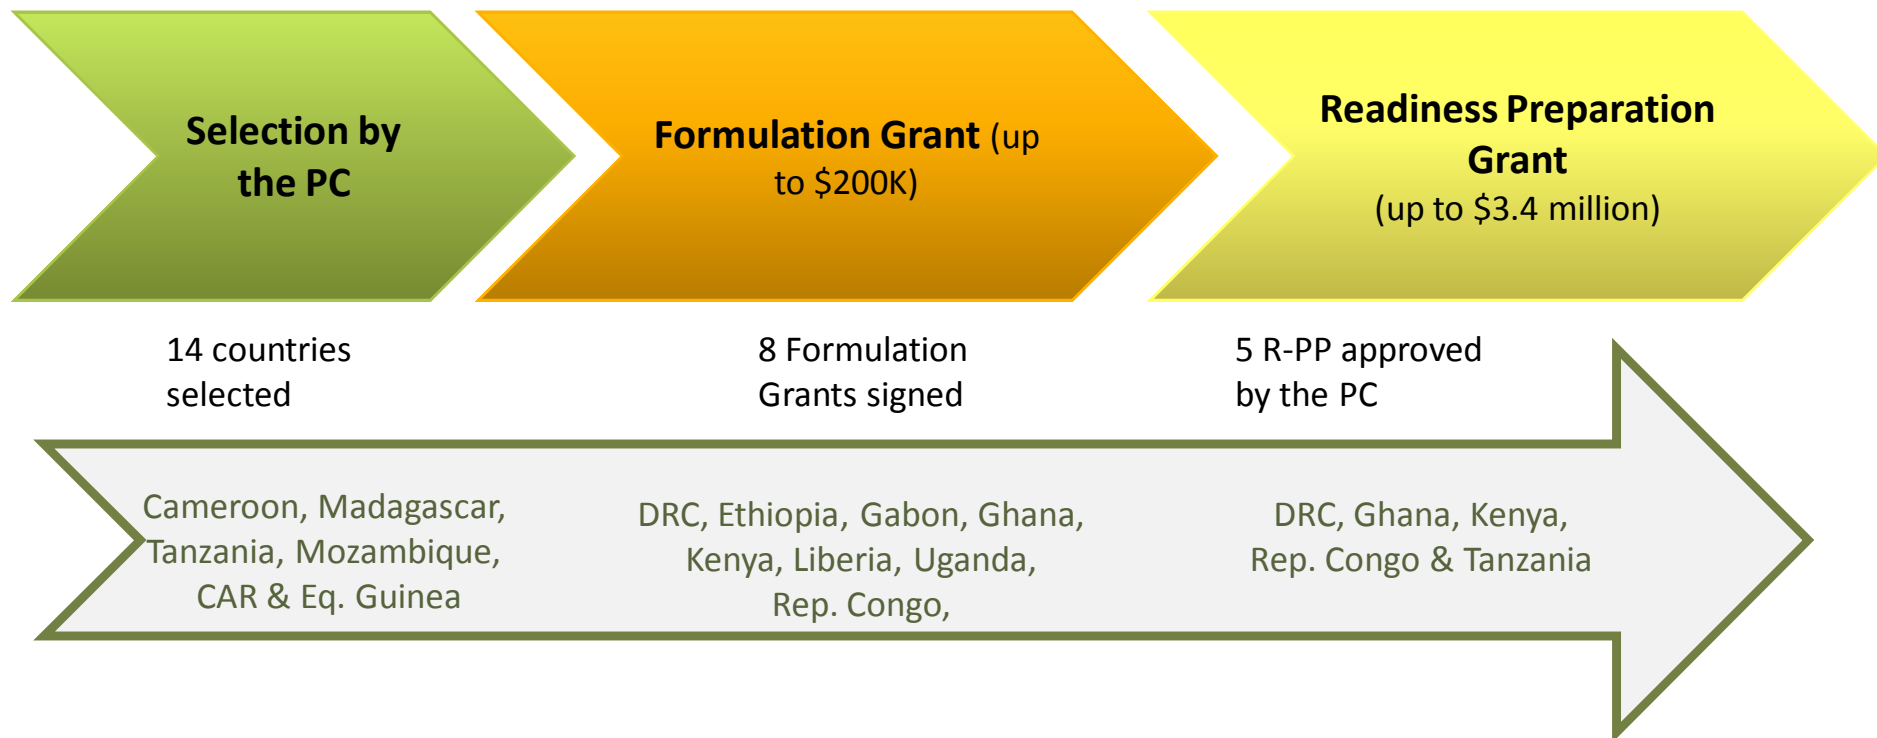 Selection by
the PC
Formulation Grant (up
to $200K)
Readiness Preparation
Grant
(up to $3.4 million)
14 countries
selected
8 Formulation
Grants signed
5 R-PP approved
by the PC
Cameroon, Madagascar,
Tanzania, Mozambique,
CAR & Eq. Guinea
DRC, Ethiopia, Gabon, Ghana,
Kenya, Liberia, Uganda,
Rep. Congo,
DRC, Ghana, Kenya,
Rep. Congo & Tanzania